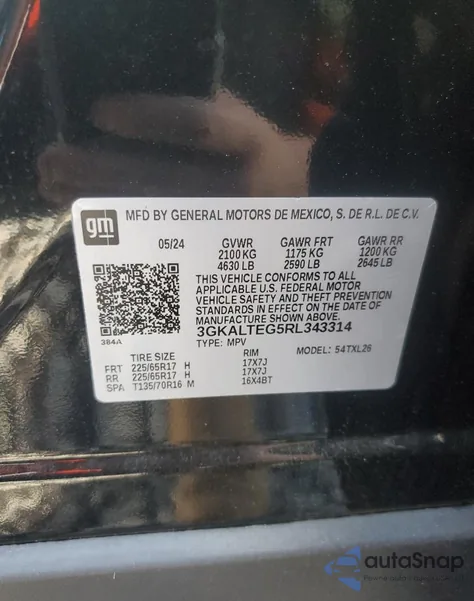 gm MFD BY GENERAL MOTORS DE MEXICO, S. DE R.L. DE C.V.
05/24 GVWR GAWR FRT GAWR RR
2100 KG 1175 KG 1200 KG
4630 LB 2590 LB 2645 LB
THIS VEHICLE CONFORMS TO ALL
APPLICABLE U.S. FEDERAL MOTOR
VEHICLE SAFETY AND THEFT PREVENTION
STANDARDS IN EFFECT ON THE DATE OF
MANUFACTURE SHOWN ABOVE.
3GKALTEG5RL343314
384A TYPE: MPV
TIRE SIZE RIM MODEL: 54TXL26
FRT 225/65R17 H 17X7J
RR 225/65R17 H 17X7J
SPA T135/70R16 M 16X4BT
autoSnap